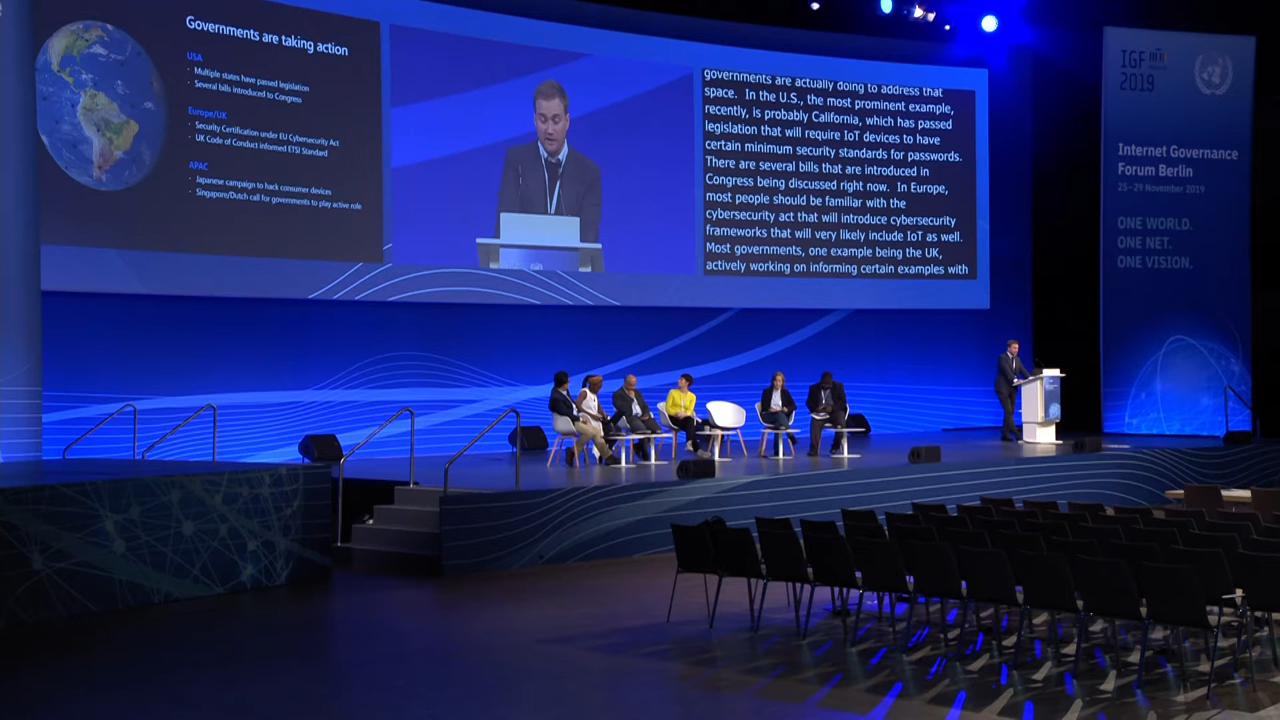 Governments are taking action
USA
· Multiple states have passed legislation
· Several bills introduced to Congress
Europe/UK
· Security Certification under EU Cybersecurity Act
· UK Code of Conduct informed ETSI Standard
APAC
· Japanese campaign to hack consumer devices
· Singapore/Dutch call for governments to play active role
governments are actually doing to address that
space. In the U.S., the most prominent example,
recently, is probably California, which has passed
legislation that will require IoT devices to have
certain minimum security standards for passwords.
There are several bills that are introduced in
Congress being discussed right now. In Europe,
most people should be familiar with the
cybersecurity act that will introduce cybersecurity
frameworks that will very likely include IoT as well.
Most governments, one example being the UK,
actively working on informing certain examples with
IGF
2019
Internet Governance
Forum Berlin
25–29 November 2019
ONE WORLD.
ONE NET.
ONE VISION.